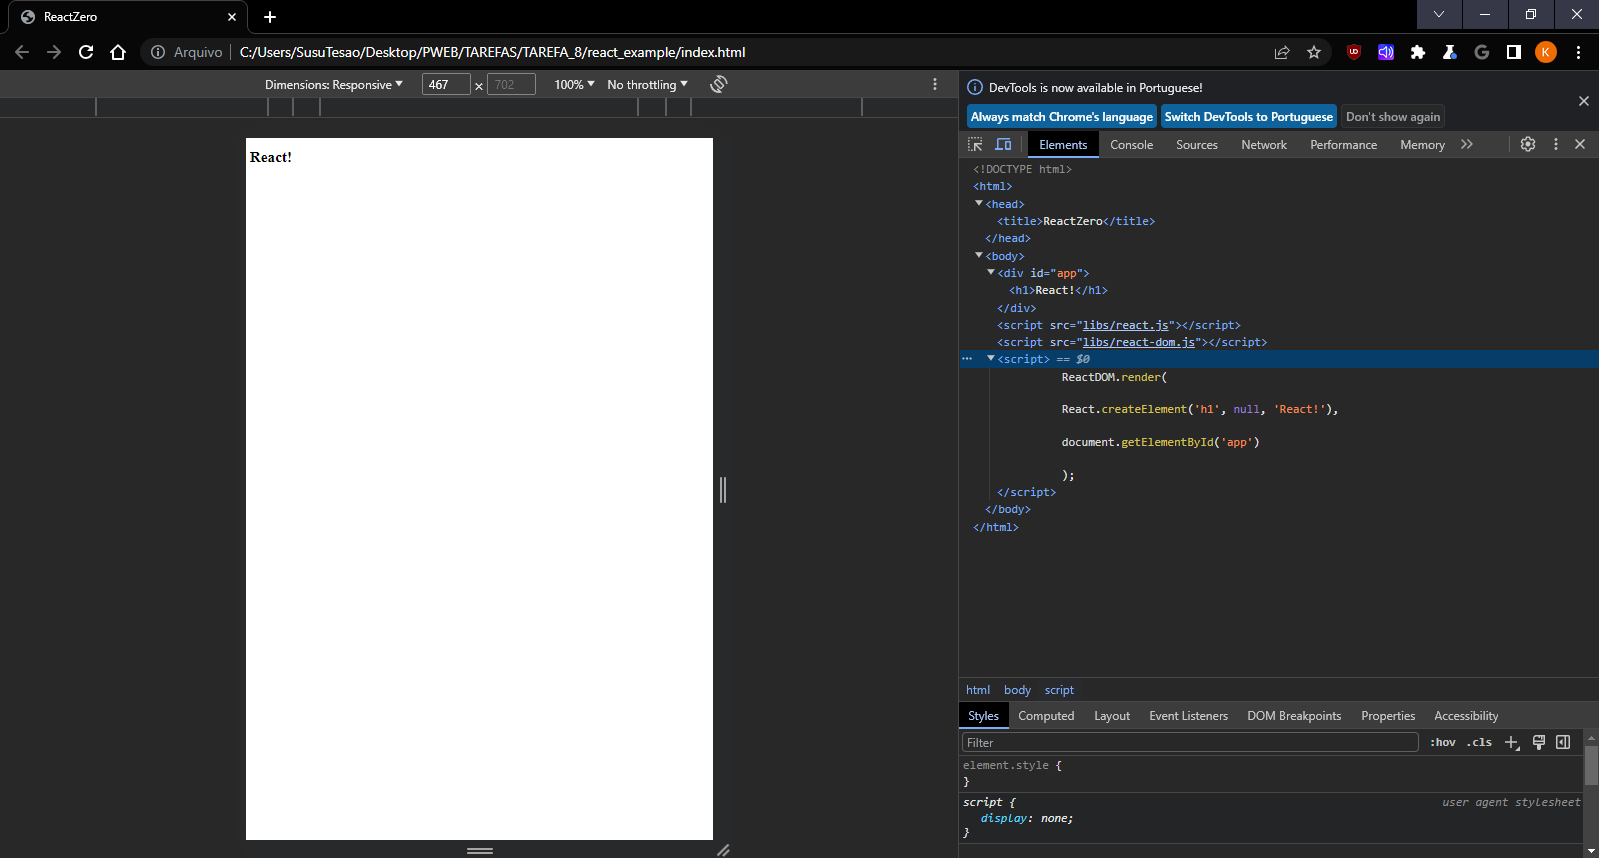 ReactZero
Arquivo C:/Users/SusuTesao/Desktop/PWEB/TAREFAS/TAREFA_8/react_example/index.html
K
Dimensions: Responsive 467 × 702 100% No throttling
React!
DevTools is now available in Portuguese!
Always match Chrome's language Switch DevTools to Portuguese Don't show again
Elements Console Sources Network Performance Memory
<!DOCTYPE html>
<html>
<head>
<title>ReactZero</title>
</head>
<body>
<div id="app">
<h1>React!</h1>
</div>
<script src="libs/react.js"></script>
<script src="libs/react-dom.js"></script>
<script> == $0
ReactDOM.render(
React.createElement('h1', null, 'React!'),
document.getElementById('app')
);
</script>
</body>
</html>
html body script
Styles Computed Layout Event Listeners DOM Breakpoints Properties Accessibility
Filter :hov .cls
element.style {
}
script { user agent stylesheet
display: none;
}